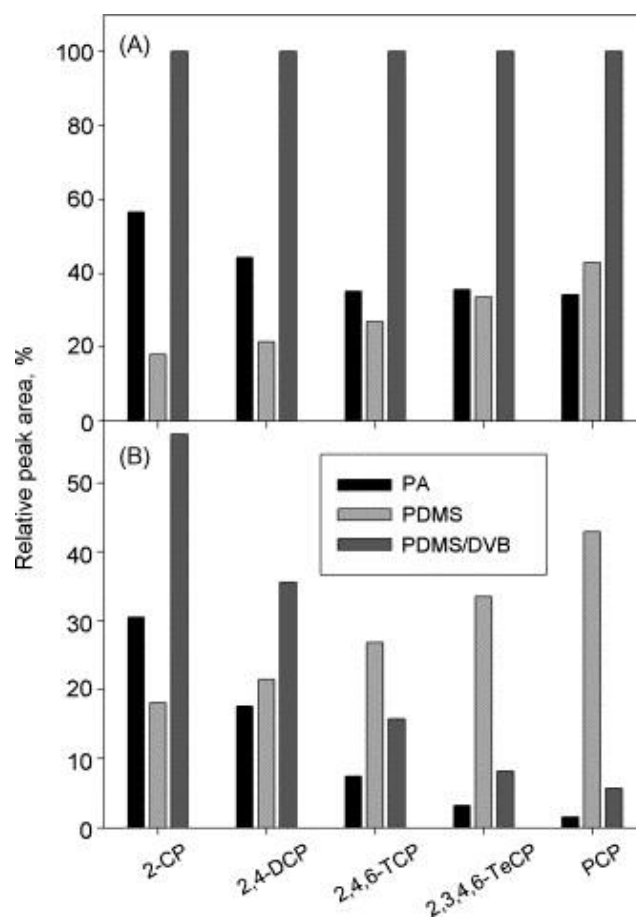 (A)
100
80
60
40
20
0
Relative peak area, %
(B)
50
40
30
20
10
0
PA
PDMS
PDMS/DVB
2-CP
2,4-DCP
2,4,6-TCP
2,3,4,6-TeCP
PCP